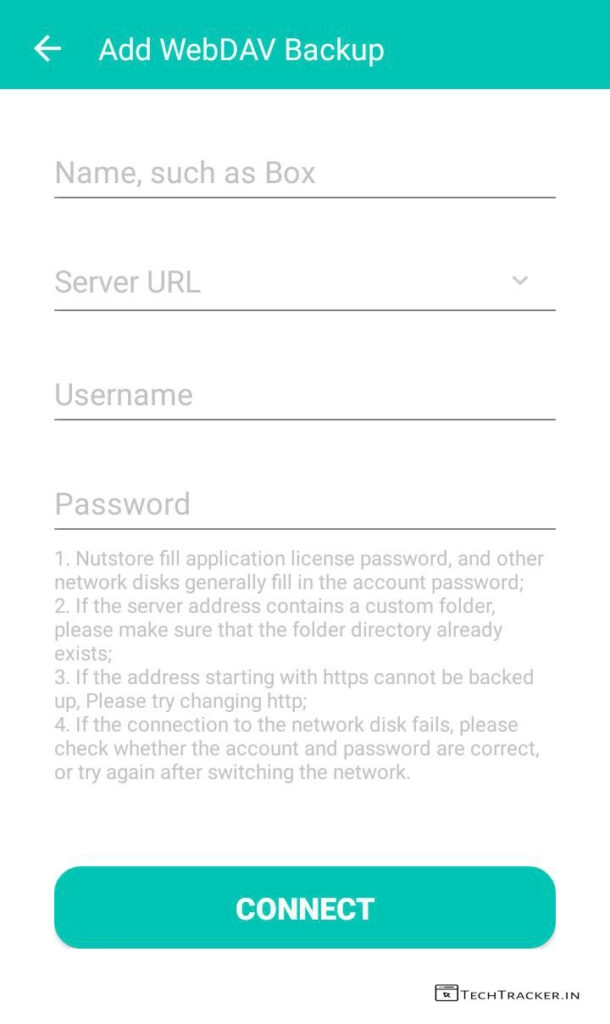 Add WebDAV Backup
Name, such as Box
Server URL
Username
Password
1. Nutstore fill application license password, and other
network disks generally fill in the account password;
2. If the server address contains a custom folder,
please make sure that the folder directory already
exists;
3. If the address starting with https cannot be backed
up, Please try changing http;
4. If the connection to the network disk fails, please
check whether the account and password are correct,
or try again after switching the network.
CONNECT
TECHTRACKER.IN